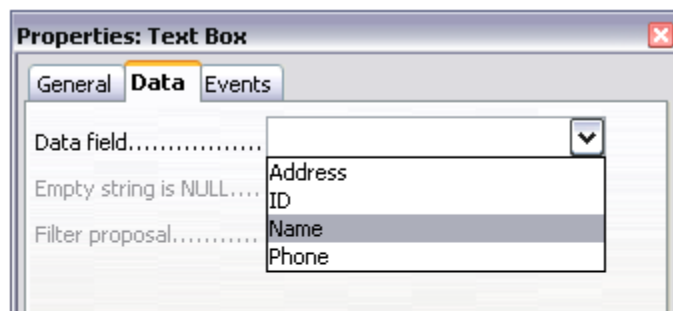 Properties: Text Box
General Data Events
Data field.................
Address
Empty string is NULL....
ID
Name
Filter proposal...........
Phone